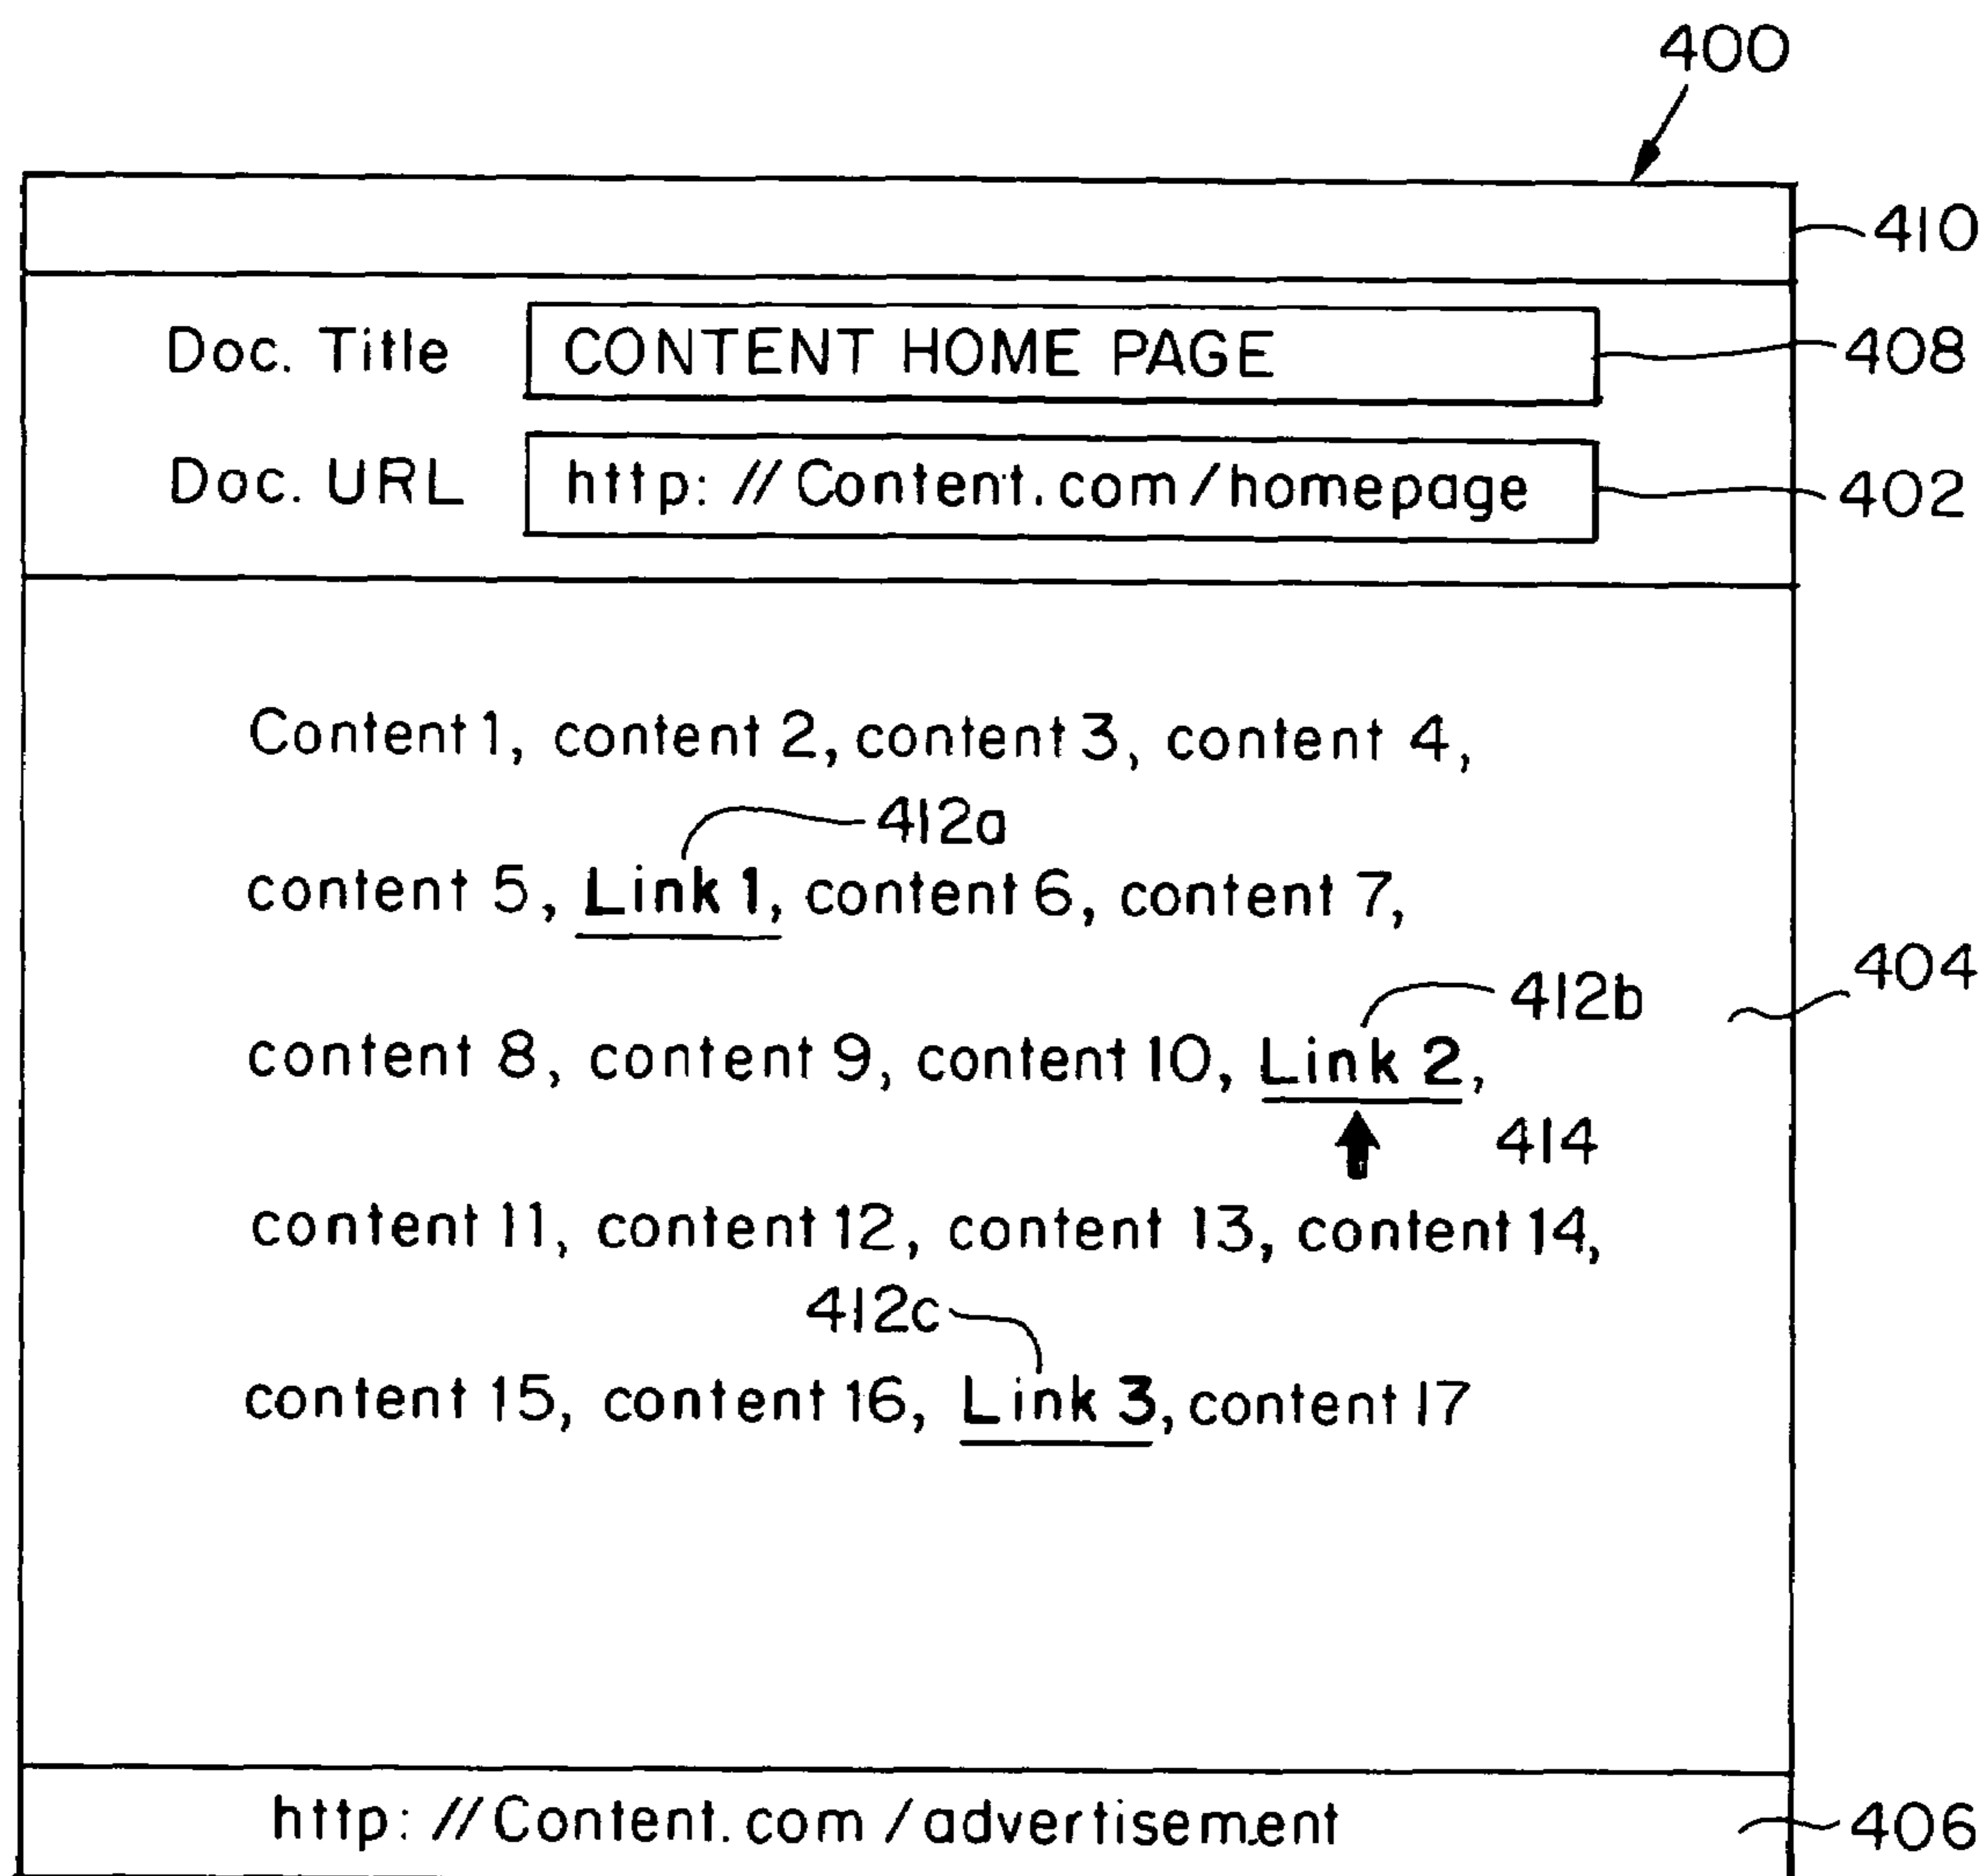 400
410
Doc. Title CONTENT HOME PAGE 408
Doc. URL http: //Content.com/homepage 402
Content 1, content 2, content 3, content 4,
412a
content 5, Link 1, content 6, content 7,
404
412b
content 8, content 9, content 10, Link 2,
414
content 11, content 12, content 13, content 14,
412c
content 15, content 16, Link 3, content 17
http: //Content.com/advertisement 406